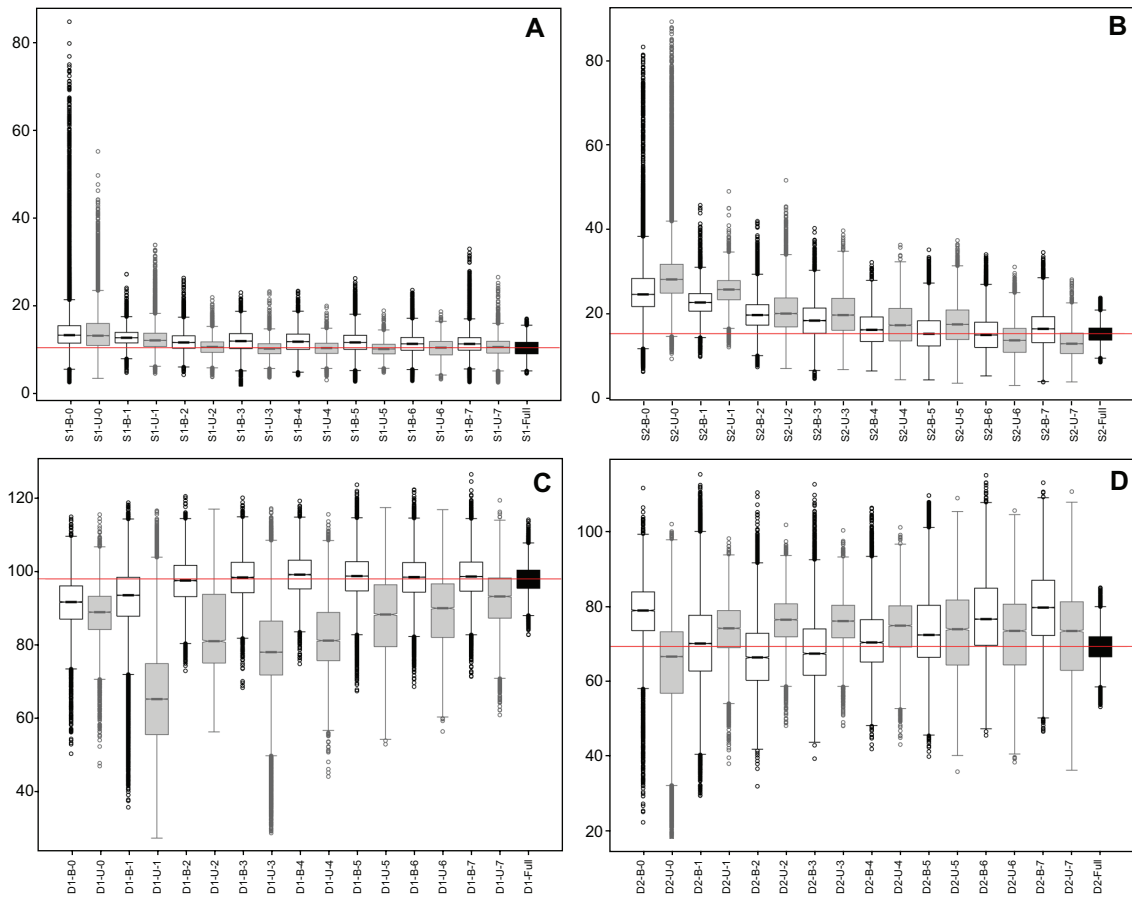 A
80
60
40
20
0
S1-B-0
S1-U-0
S1-B-1
S1-U-1
S1-B-2
S1-U-2
S1-B-3
S1-U-3
S1-B-4
S1-U-4
S1-B-5
S1-U-5
S1-B-6
S1-U-6
S1-B-7
S1-U-7
S1-Full
B
80
60
40
20
0
S2-B-0
S2-U-0
S2-B-1
S2-U-1
S2-B-2
S2-U-2
S2-B-3
S2-U-3
S2-B-4
S2-U-4
S2-B-5
S2-U-5
S2-B-6
S2-U-6
S2-B-7
S2-U-7
S2-Full
C
120
100
80
60
40
D1-B-0
D1-U-0
D1-B-1
D1-U-1
D1-B-2
D1-U-2
D1-B-3
D1-U-3
D1-B-4
D1-U-4
D1-B-5
D1-U-5
D1-B-6
D1-U-6
D1-B-7
D1-U-7
D1-Full
D
100
80
60
40
20
D2-B-0
D2-U-0
D2-B-1
D2-U-1
D2-B-2
D2-U-2
D2-B-3
D2-U-3
D2-B-4
D2-U-4
D2-B-5
D2-U-5
D2-B-6
D2-U-6
D2-B-7
D2-U-7
D2-Full